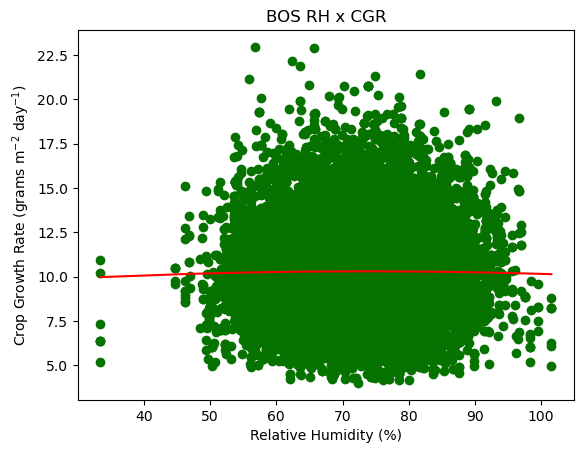 BOS RH x CGR
Crop Growth Rate (grams m⁻² day⁻¹)
22.5
20.0
17.5
15.0
12.5
10.0
7.5
5.0
40 50 60 70 80 90 100
Relative Humidity (%)